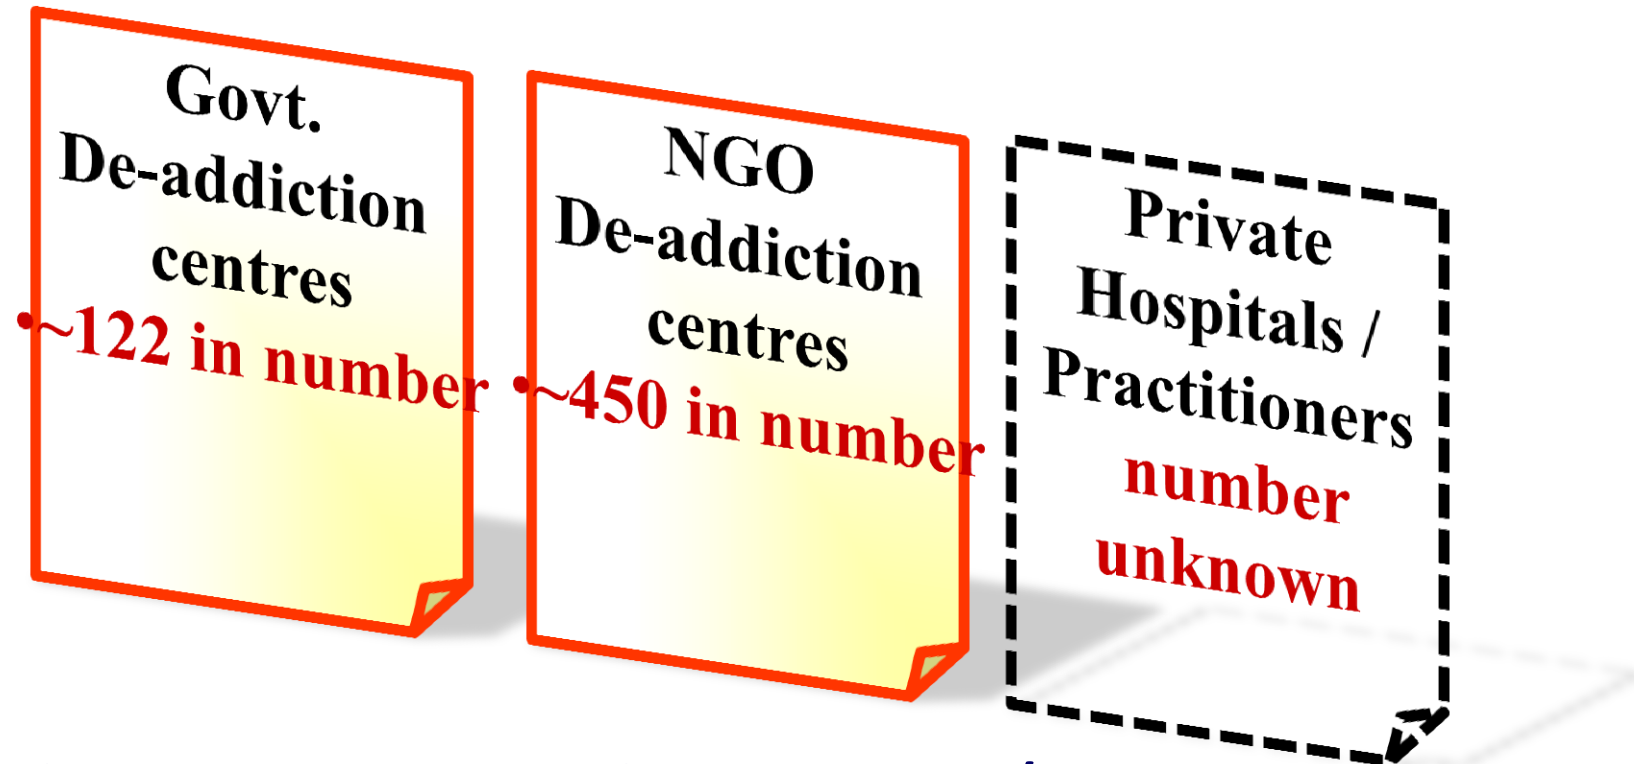 Govt.
De-addiction
centres
•~122 in number
NGO
De-addiction
centres
•~450 in number
Private
Hospitals /
Practitioners
number
unknown